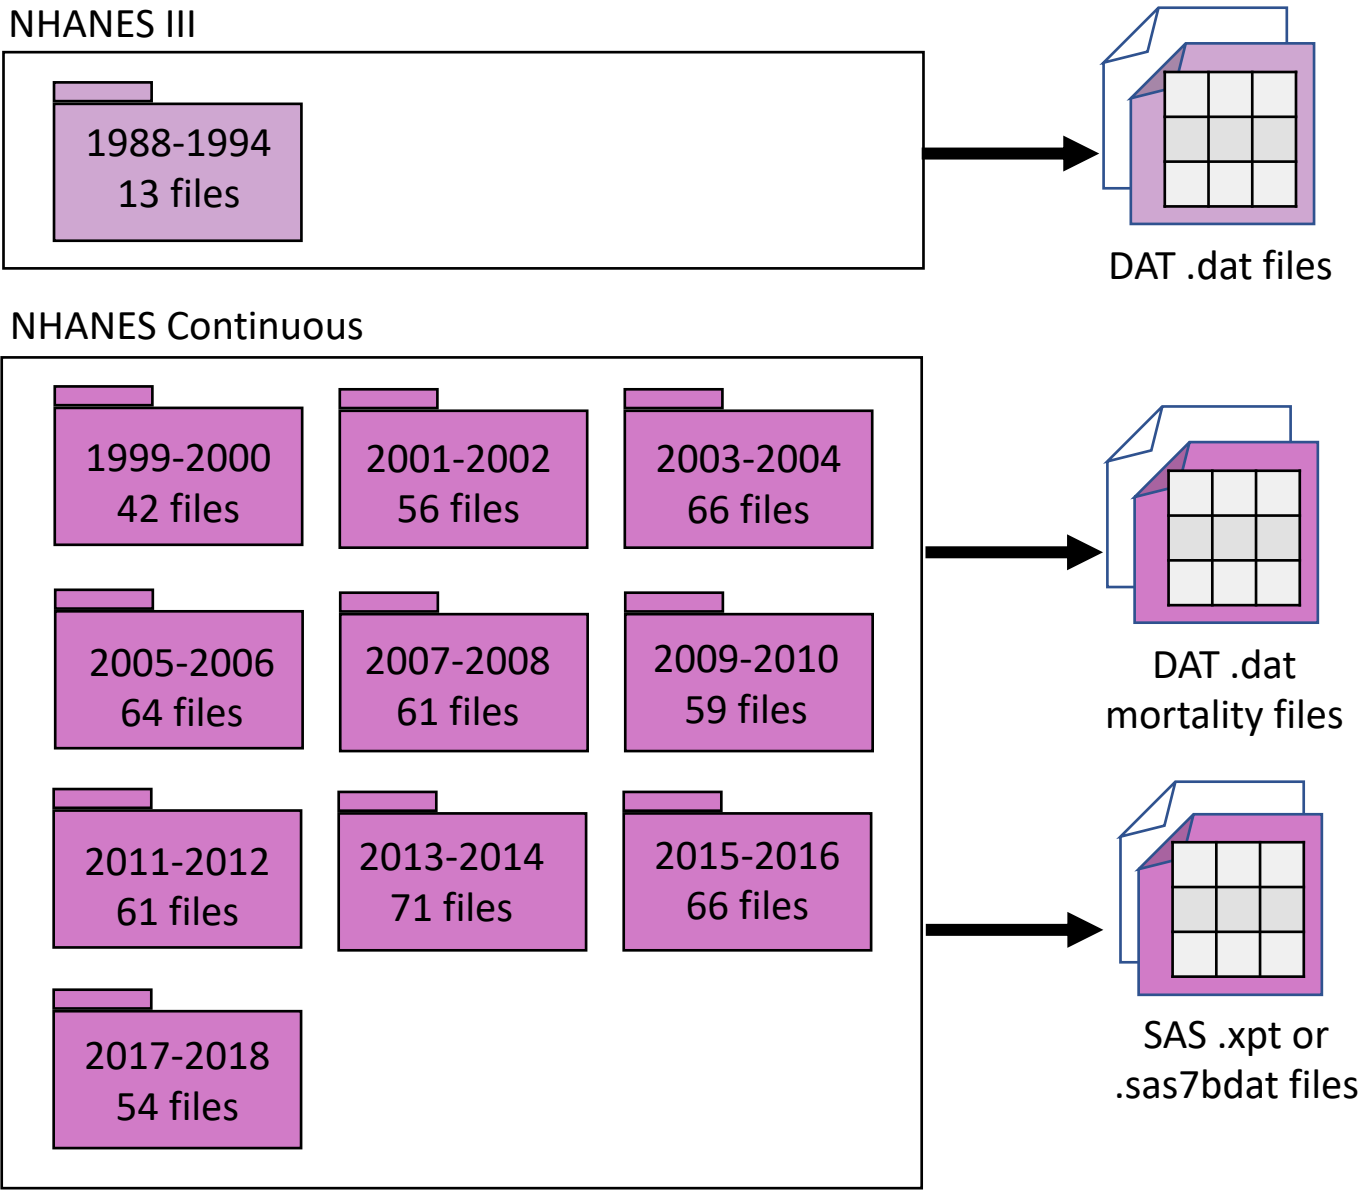 NHANES III
1988-1994
13 files
DAT .dat files
NHANES Continuous
1999-2000
42 files
2001-2002
56 files
2003-2004
66 files
2005-2006
64 files
2007-2008
61 files
2009-2010
59 files
2011-2012
61 files
2013-2014
71 files
2015-2016
66 files
2017-2018
54 files
DAT .dat
mortality files
SAS .xpt or
.sas7bdat files